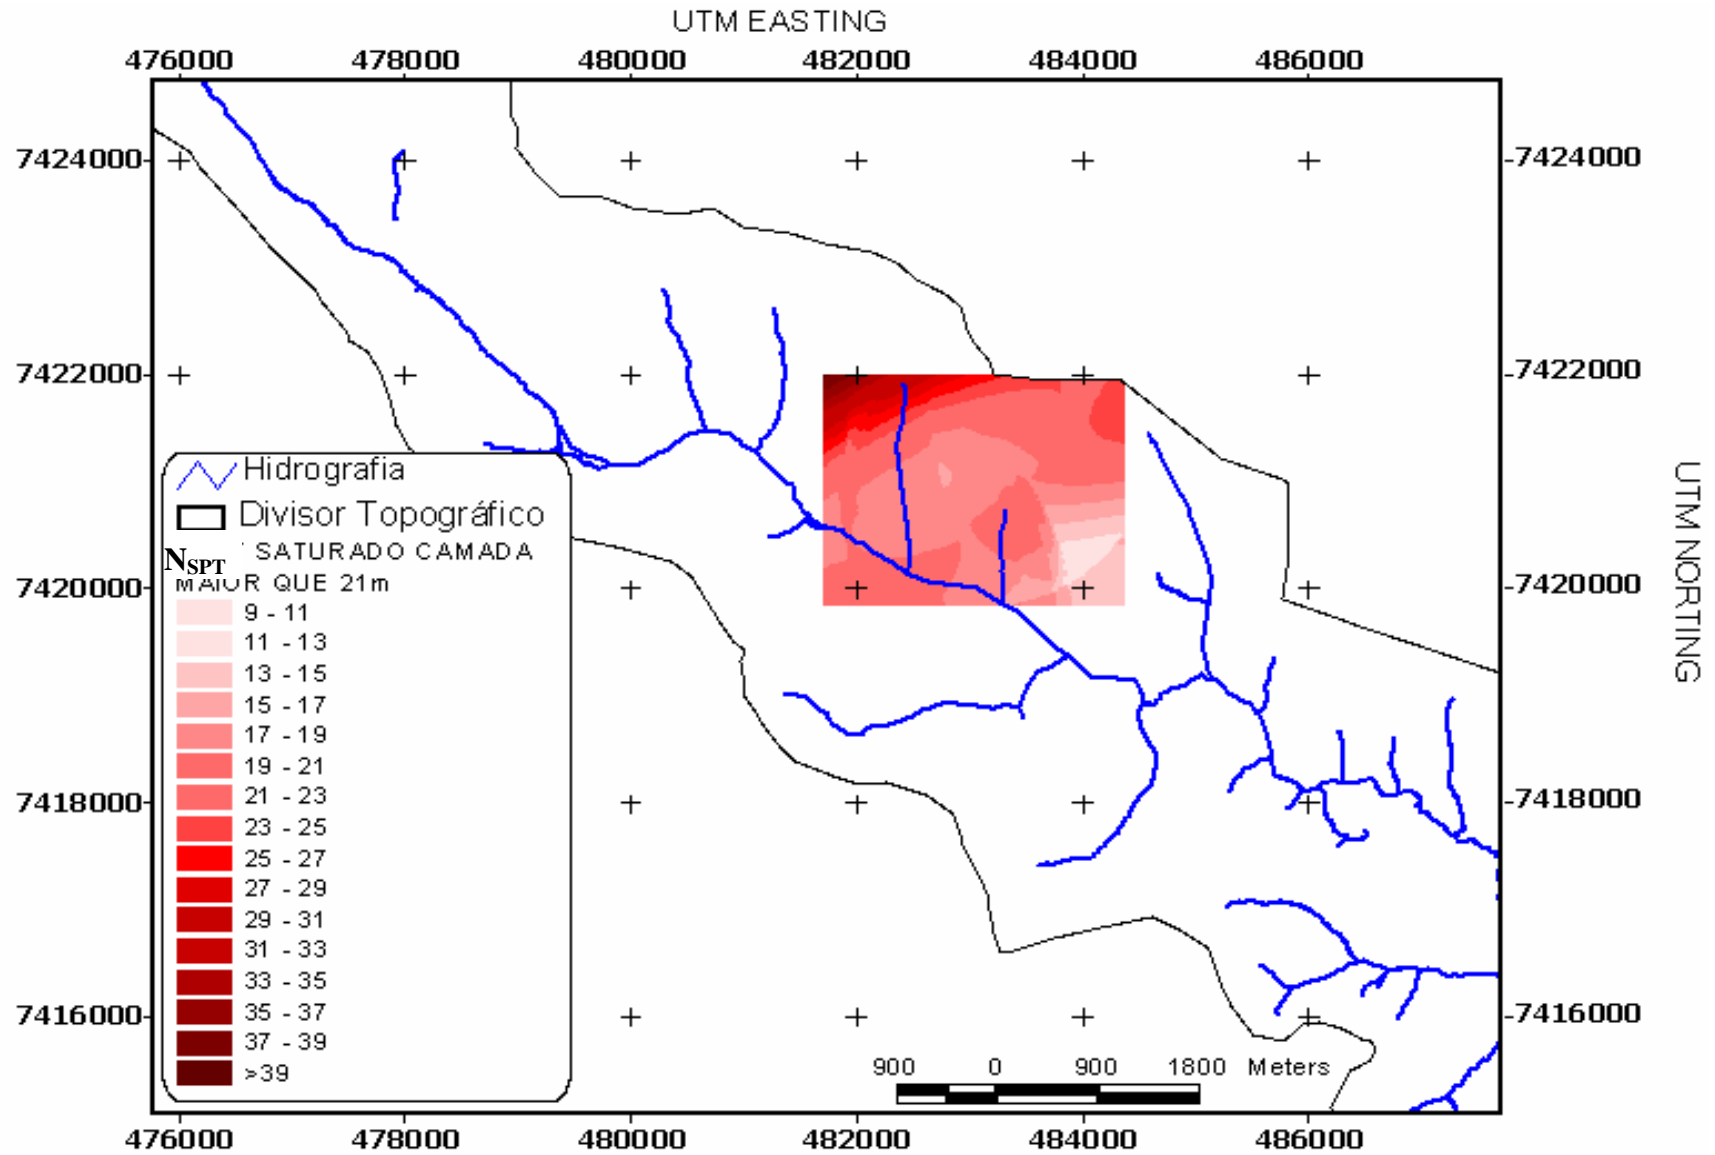 UTM EASTING
476000 478000 480000 482000 484000 486000
7424000 7424000
7422000 7422000
7420000 7420000
7418000 7418000
7416000 7416000
UTM NORTING
Hidrografia
Divisor Topográfico
NSPT SATURADO CAMADA
MAIOR QUE 21m
9 - 11
11 - 13
13 - 15
15 - 17
17 - 19
19 - 21
21 - 23
23 - 25
25 - 27
27 - 29
29 - 31
31 - 33
33 - 35
35 - 37
37 - 39
>39
900 0 900 1800 Meters
476000 478000 480000 482000 484000 486000